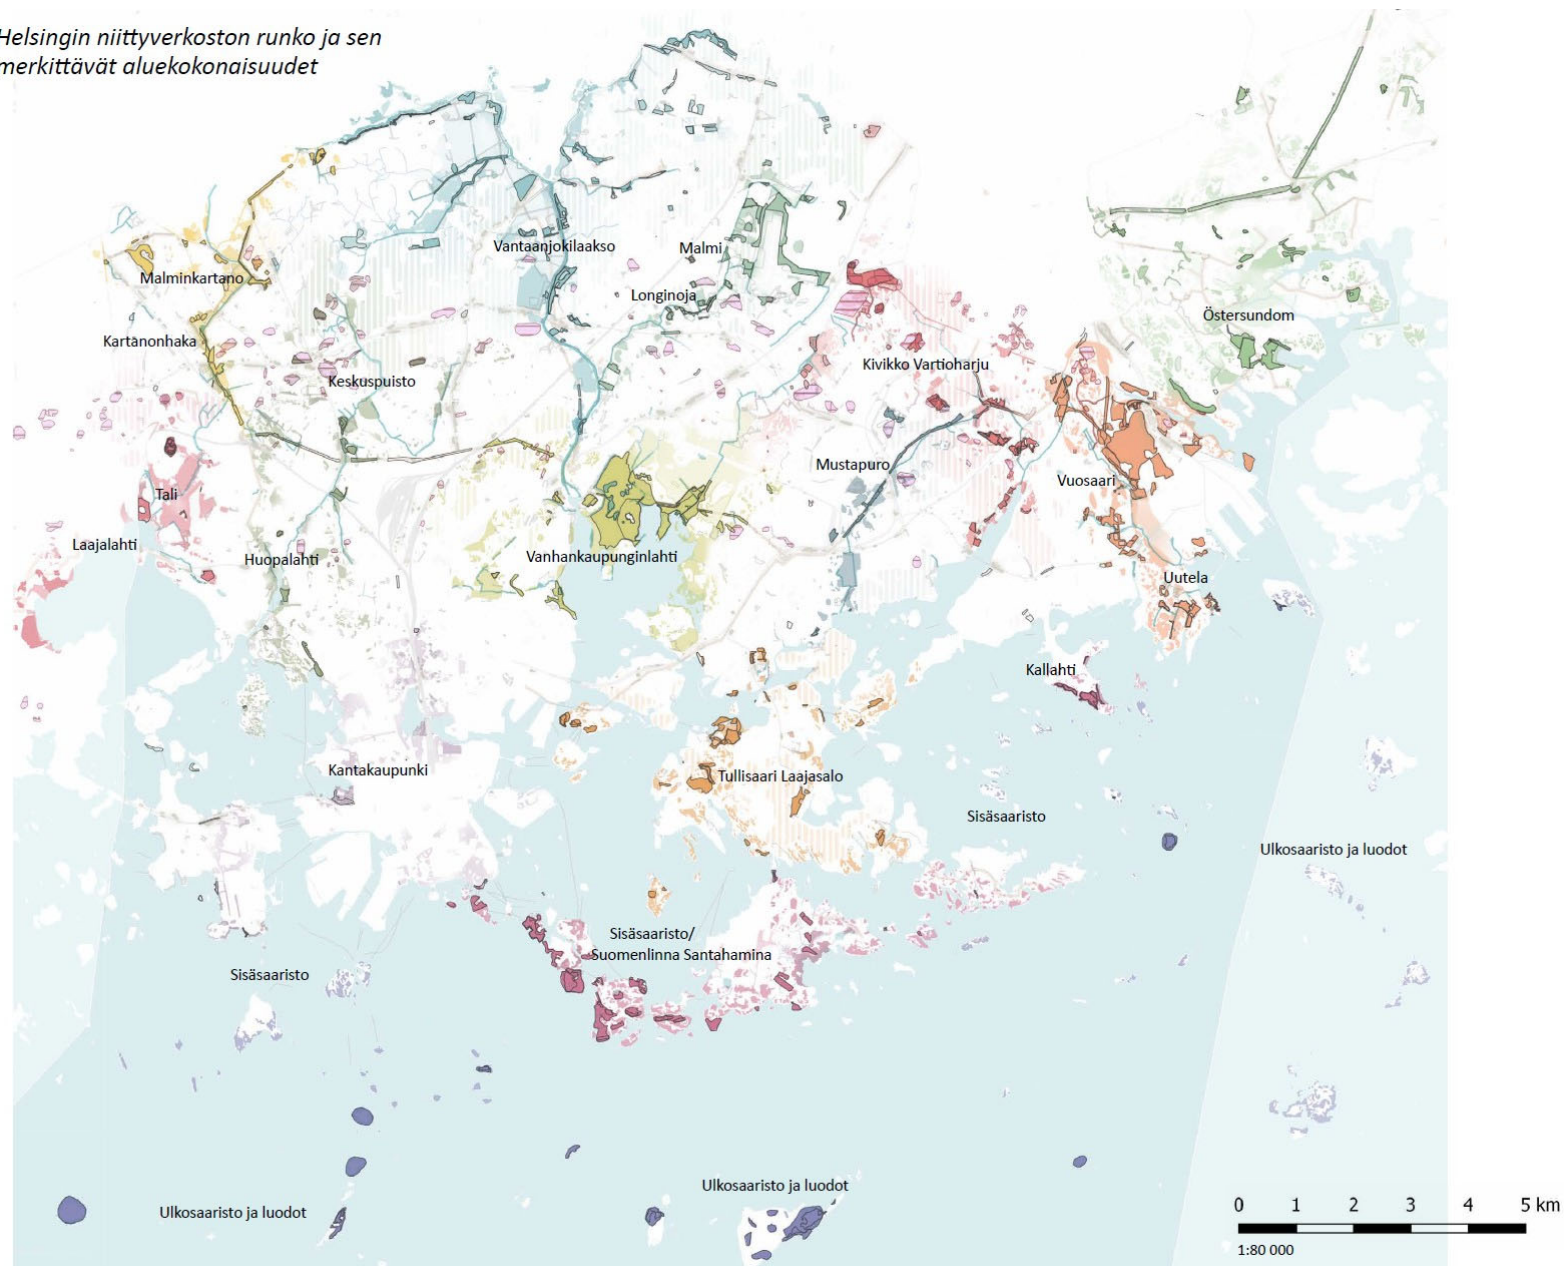 Helsingin niittyverkoston runko ja sen
merkittävät aluekokonaisuudet
Vantaanjokilaakso
Malmi
Malminkartano
Longinoja
Östersundom
Kartanonhaka
Kivikko Vartioharju
Keskuspuisto
Mustapuro
Vuosaari
Tali
Laajalahti
Huopalahti
Vanhankaupunginlahti
Uutela
Kallahti
Kantakaupunki
Tullisaari Laajasalo
Sisäsaaristo
Ulkosaaristo ja luodot
Sisäsaaristo/
Suomenlinna Santahamina
Sisäsaaristo
Ulkosaaristo ja luodot
Ulkosaaristo ja luodot
0 1 2 3 4 5 km
1:80 000